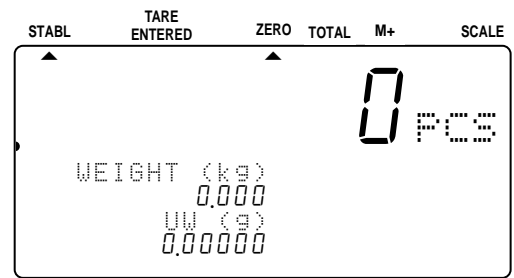 STABL TARE ENTERED ZERO TOTAL M+ SCALE
0 PCS
WEIGHT (kg)
0.000
UW (g)
0.00000